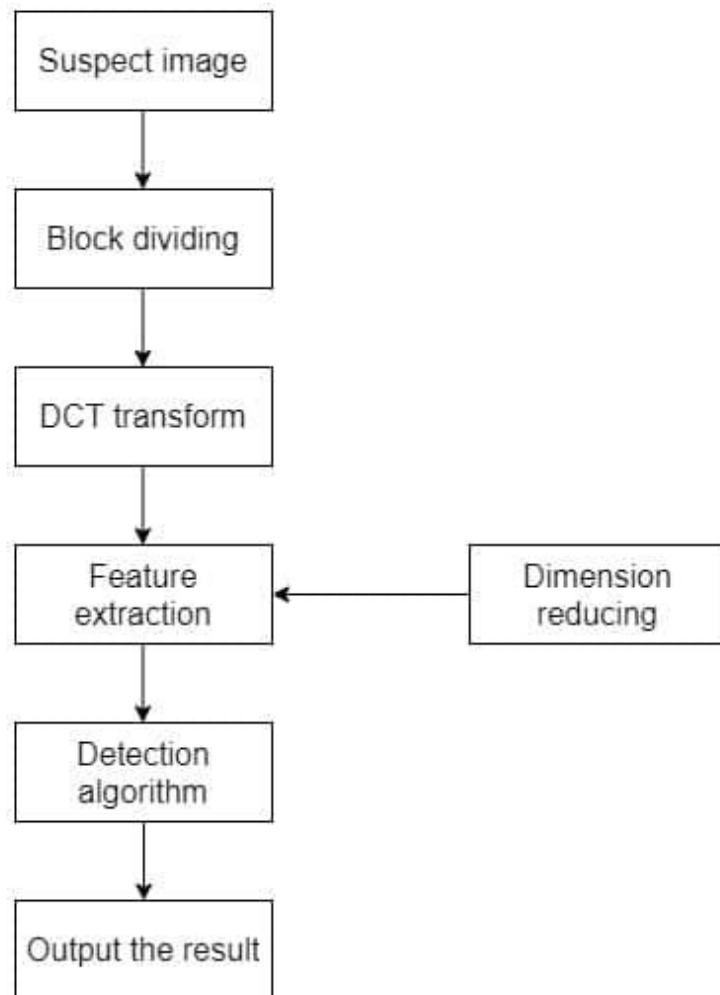 Suspect image
Block dividing
DCT transform
Feature
extraction
Dimension
reducing
Detection
algorithm
Output the result